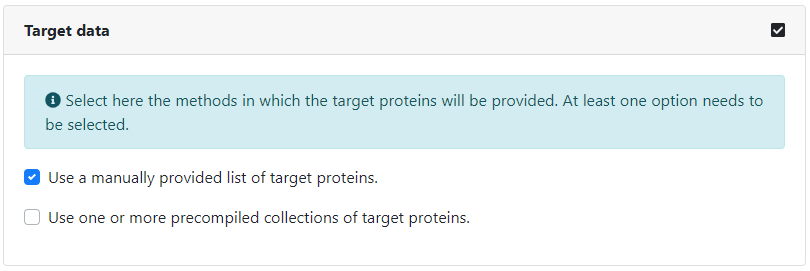 Target data
Select here the methods in which the target proteins will be provided. At least one option needs to
be selected.
Use a manually provided list of target proteins.
Use one or more precompiled collections of target proteins.